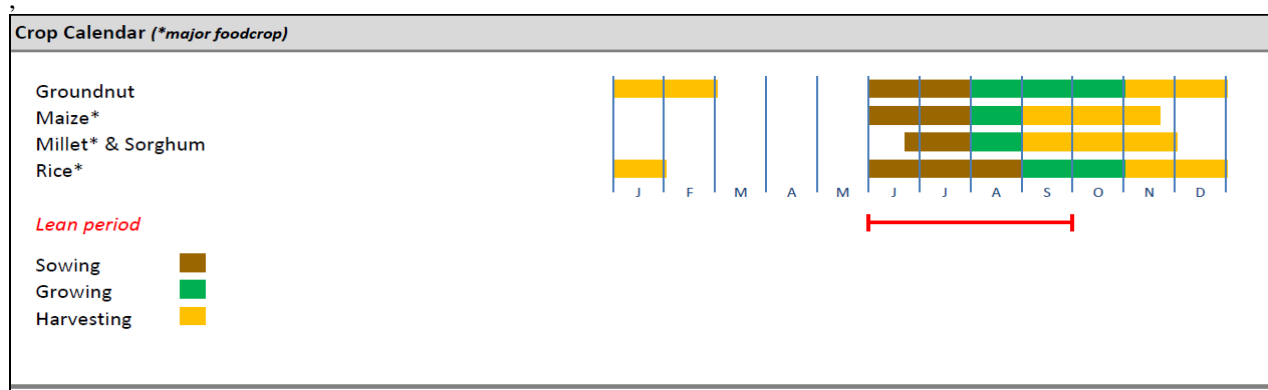 ,
Crop Calendar (*major foodcrop)
Groundnut
Maize*
Millet* & Sorghum
Rice*
J F M A M J J A S O N D
Lean period
Sowing
Growing
Harvesting